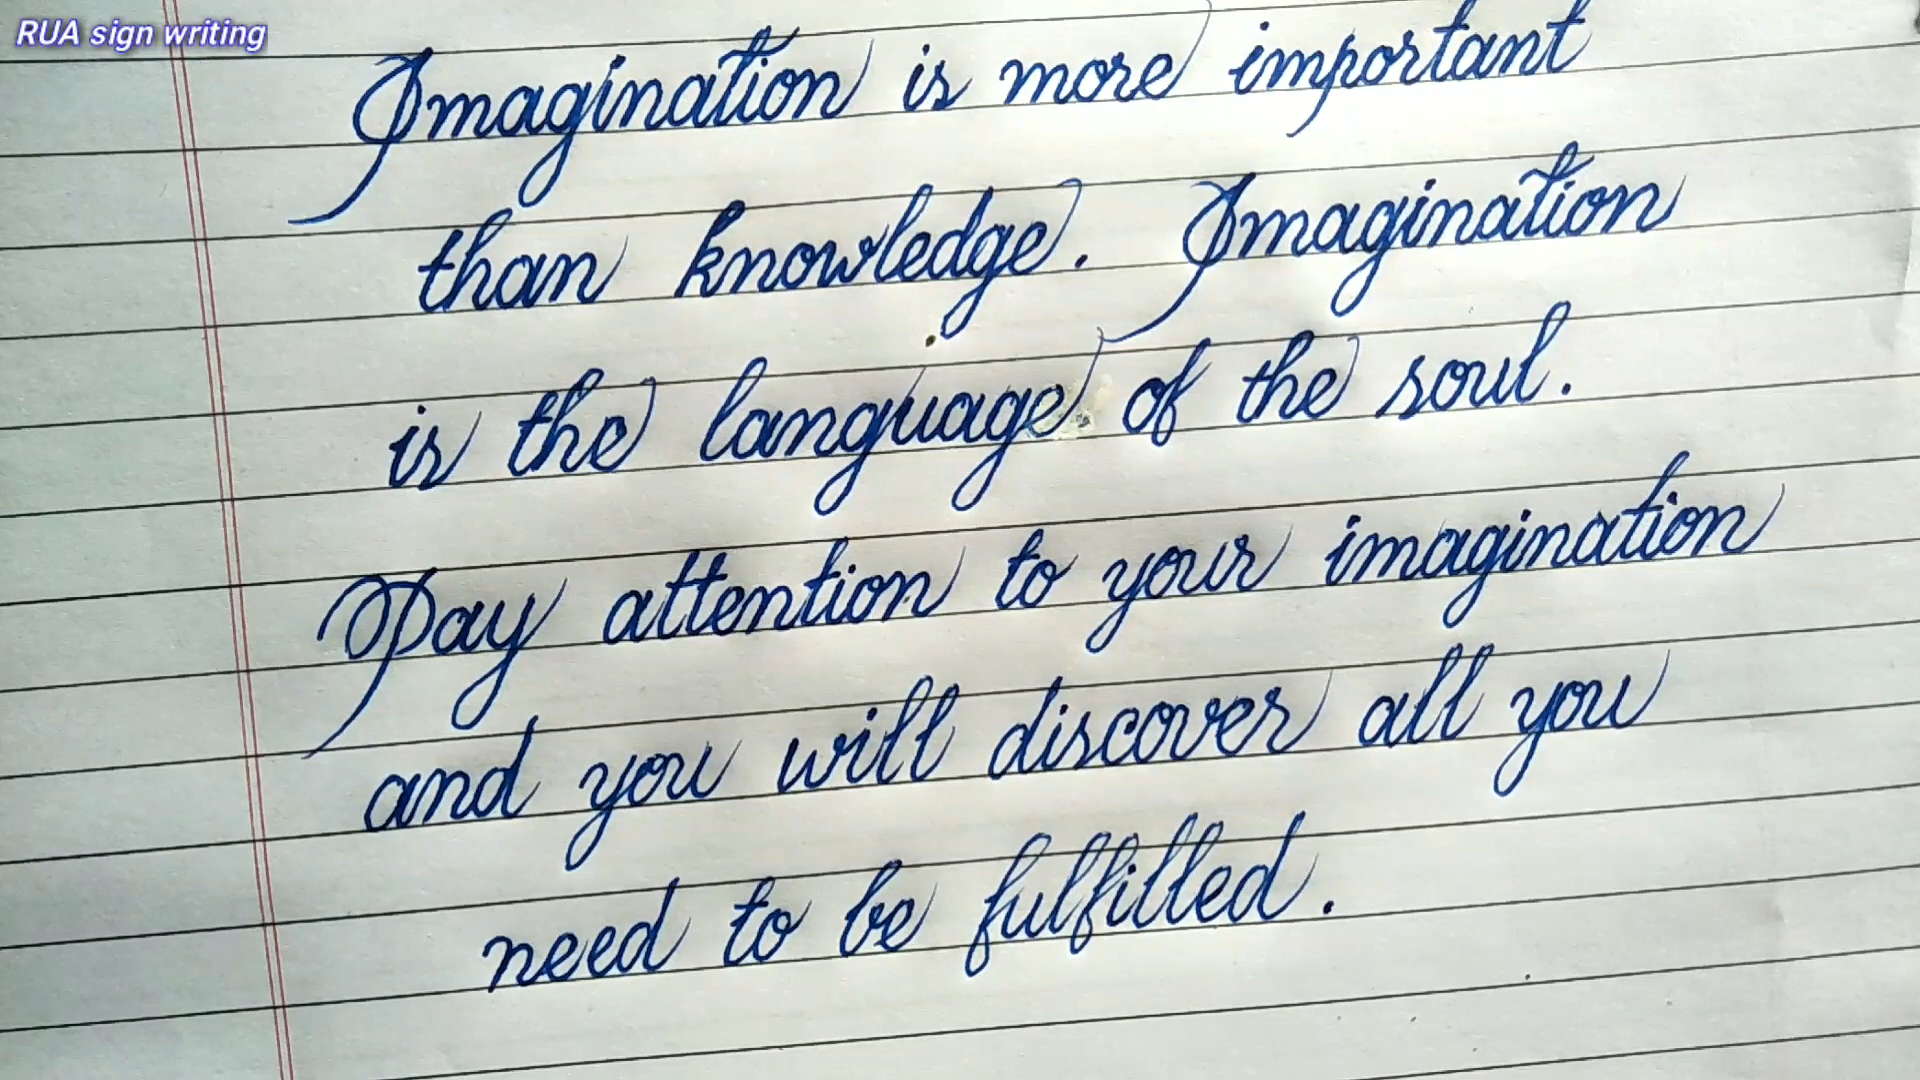 RUA sign writing
Imagination is more important
than knowledge. Imagination
is the language of the soul.
Pay attention to your imagination
and you will discover all you
need to be fulfilled.